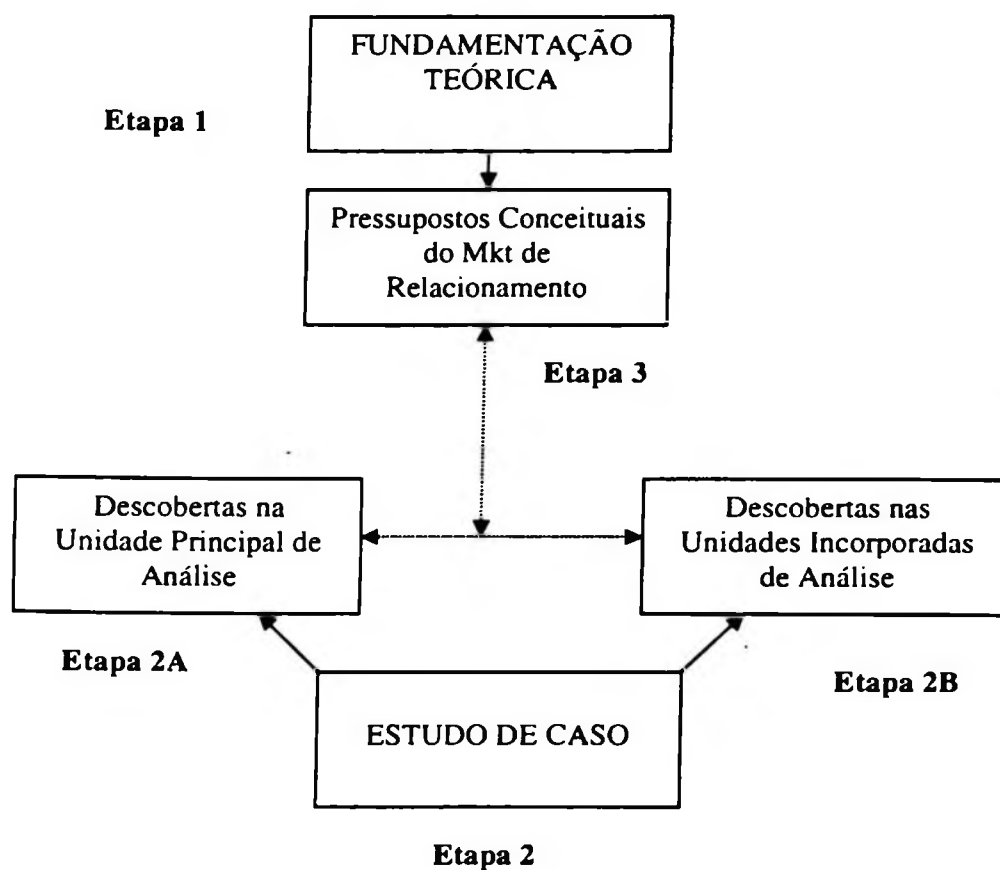 FUNDAMENTAÇÃO
TEÓRICA
Etapa 1
Pressupostos Conceituais
do Mkt de
Relacionamento
Etapa 3
Descobertas na
Unidade Principal de
Análise
Descobertas nas
Unidades Incorporadas
de Análise
Etapa 2A
Etapa 2B
ESTUDO DE CASO
Etapa 2